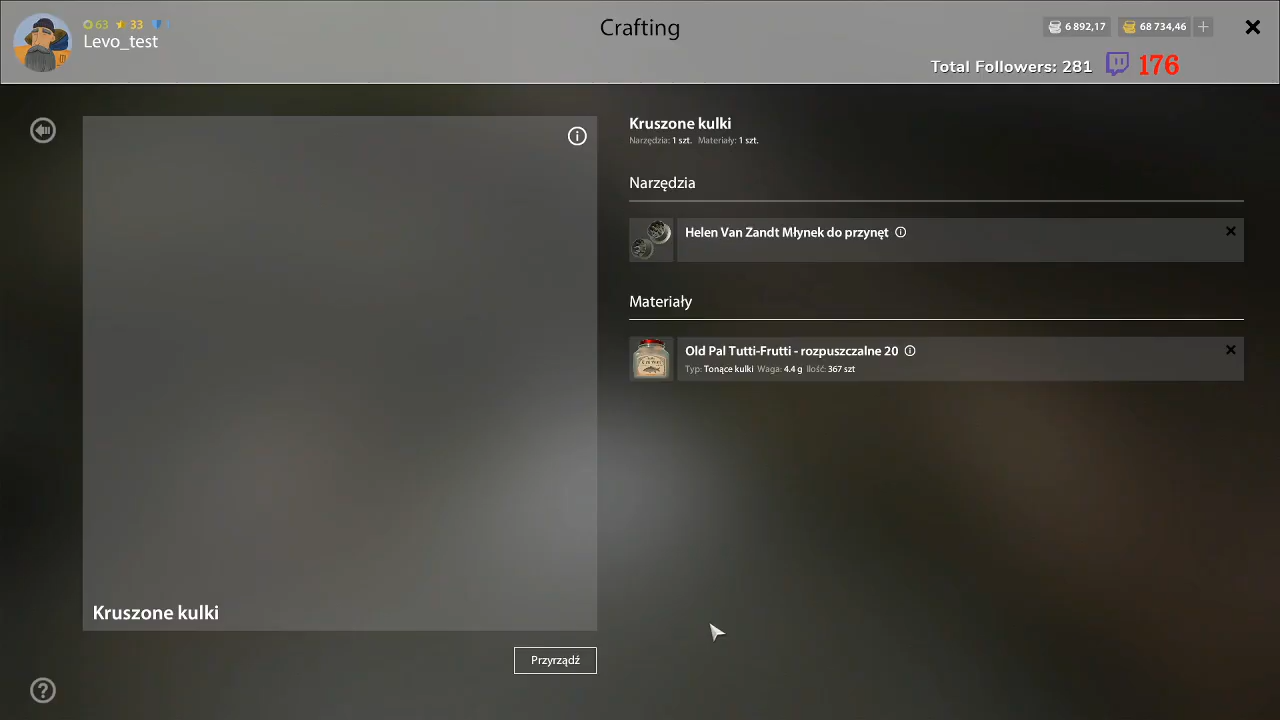 63 33
Levo_test
Crafting
6 892,17
68 734,46
Total Followers: 281
176
Kruszone kulki
Kruszone kulki
Narzędzia: 1 szt. Materiały: 1 szt.
Narzędzia
Helen Van Zandt Młynek do przynęt
Materiały
Old Pal Tutti-Frutti - rozpuszczalne 20
Typ: Tonące kulki Waga: 4.4 g Ilość: 367 szt
Przyrządź